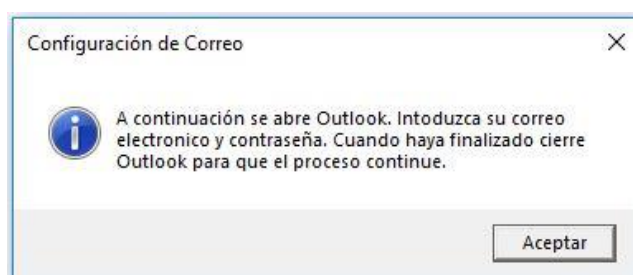 Configuración de Correo
A continuación se abre Outlook. Intoduzca su correo
electronico y contraseña. Cuando haya finalizado cierre
Outlook para que el proceso continue.
Aceptar